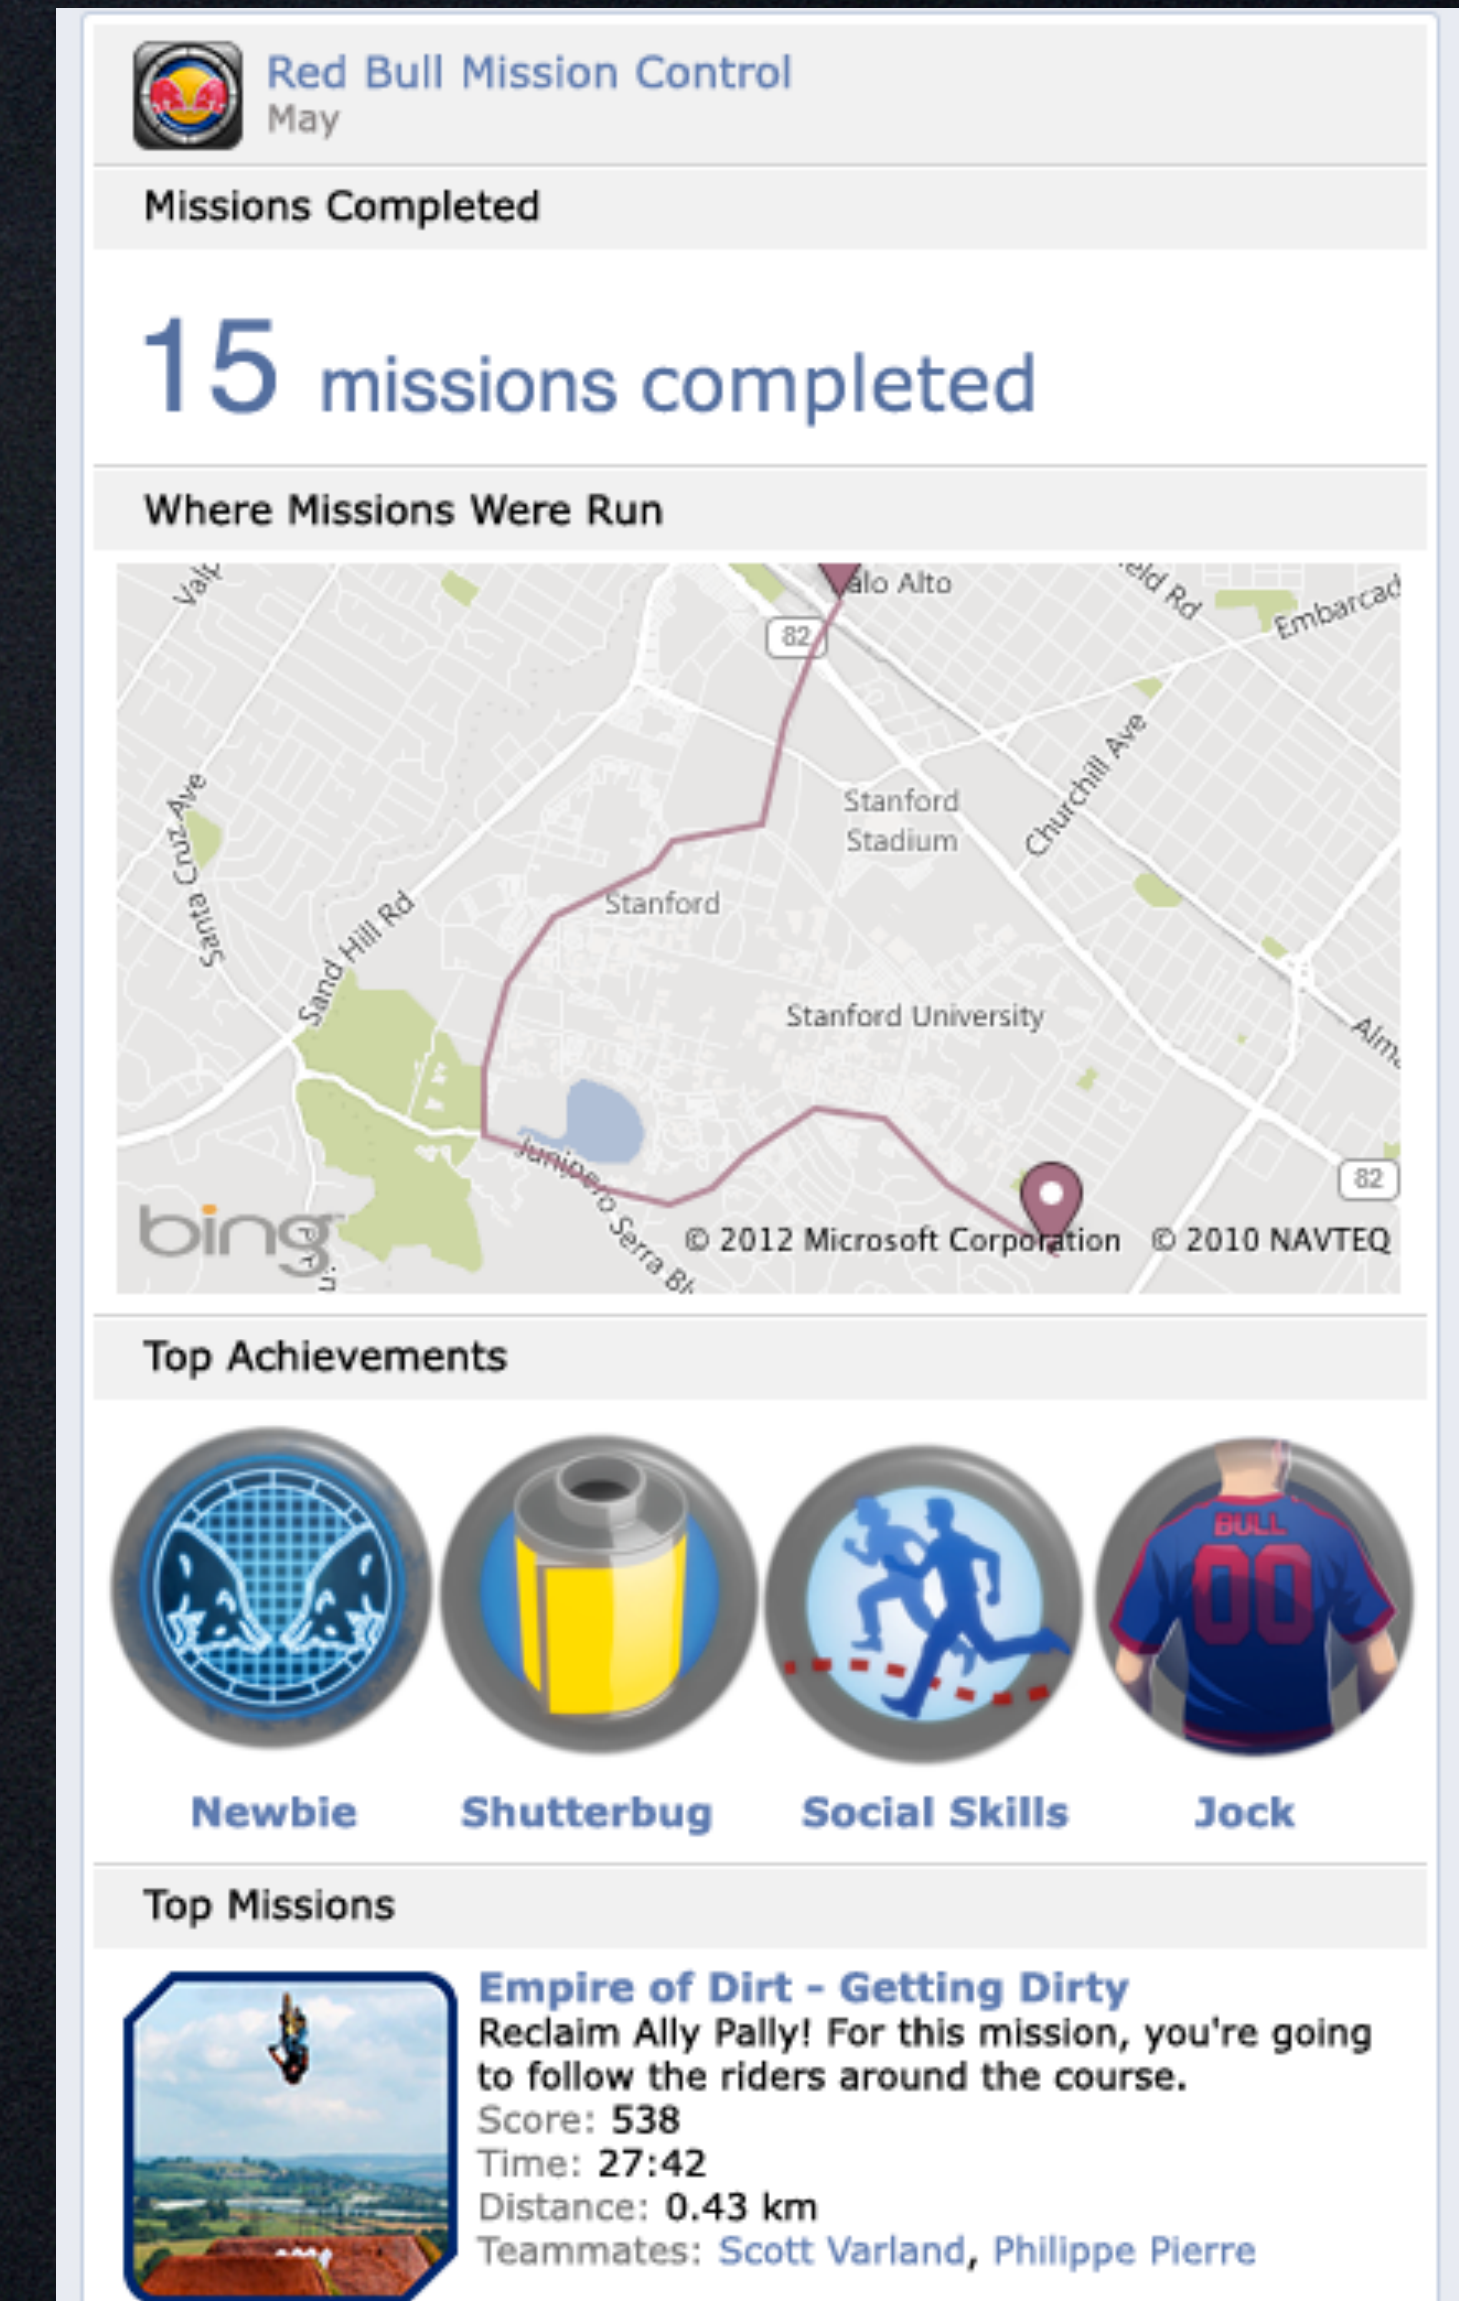 Red Bull Mission Control
May
Missions Completed
15 missions completed
Where Missions Were Run
alo Alto
eld Rd
Embarcad
Valp
82
Churchill Ave
Santa Cruz Ave
Stanford
Stadium
Stanford
Sand Hill Rd
Stanford University
Alma
Junipero Serra Bl
82
bing
© 2012 Microsoft Corporation © 2010 NAVTEQ
Top Achievements
BULL
00
Newbie
Shutterbug
Social Skills
Jock
Top Missions
Empire of Dirt - Getting Dirty
Reclaim Ally Pally! For this mission, you're going
to follow the riders around the course.
Score: 538
Time: 27:42
Distance: 0.43 km
Teammates: Scott Varland, Philippe Pierre